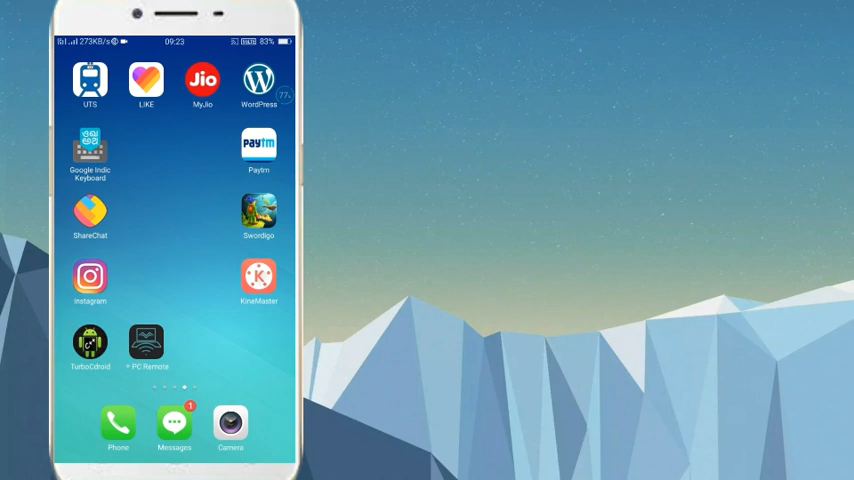 273KB/s
09:23
83%
UTS
LIKE
Jio
MyJio
WordPress
77%
Google Indic
Keyboard
paytm
Paytm
ShareChat
Swordigo
Instagram
K
KineMaster
TurboCdroid
+ PC Remote
1
Phone
Messages
Camera